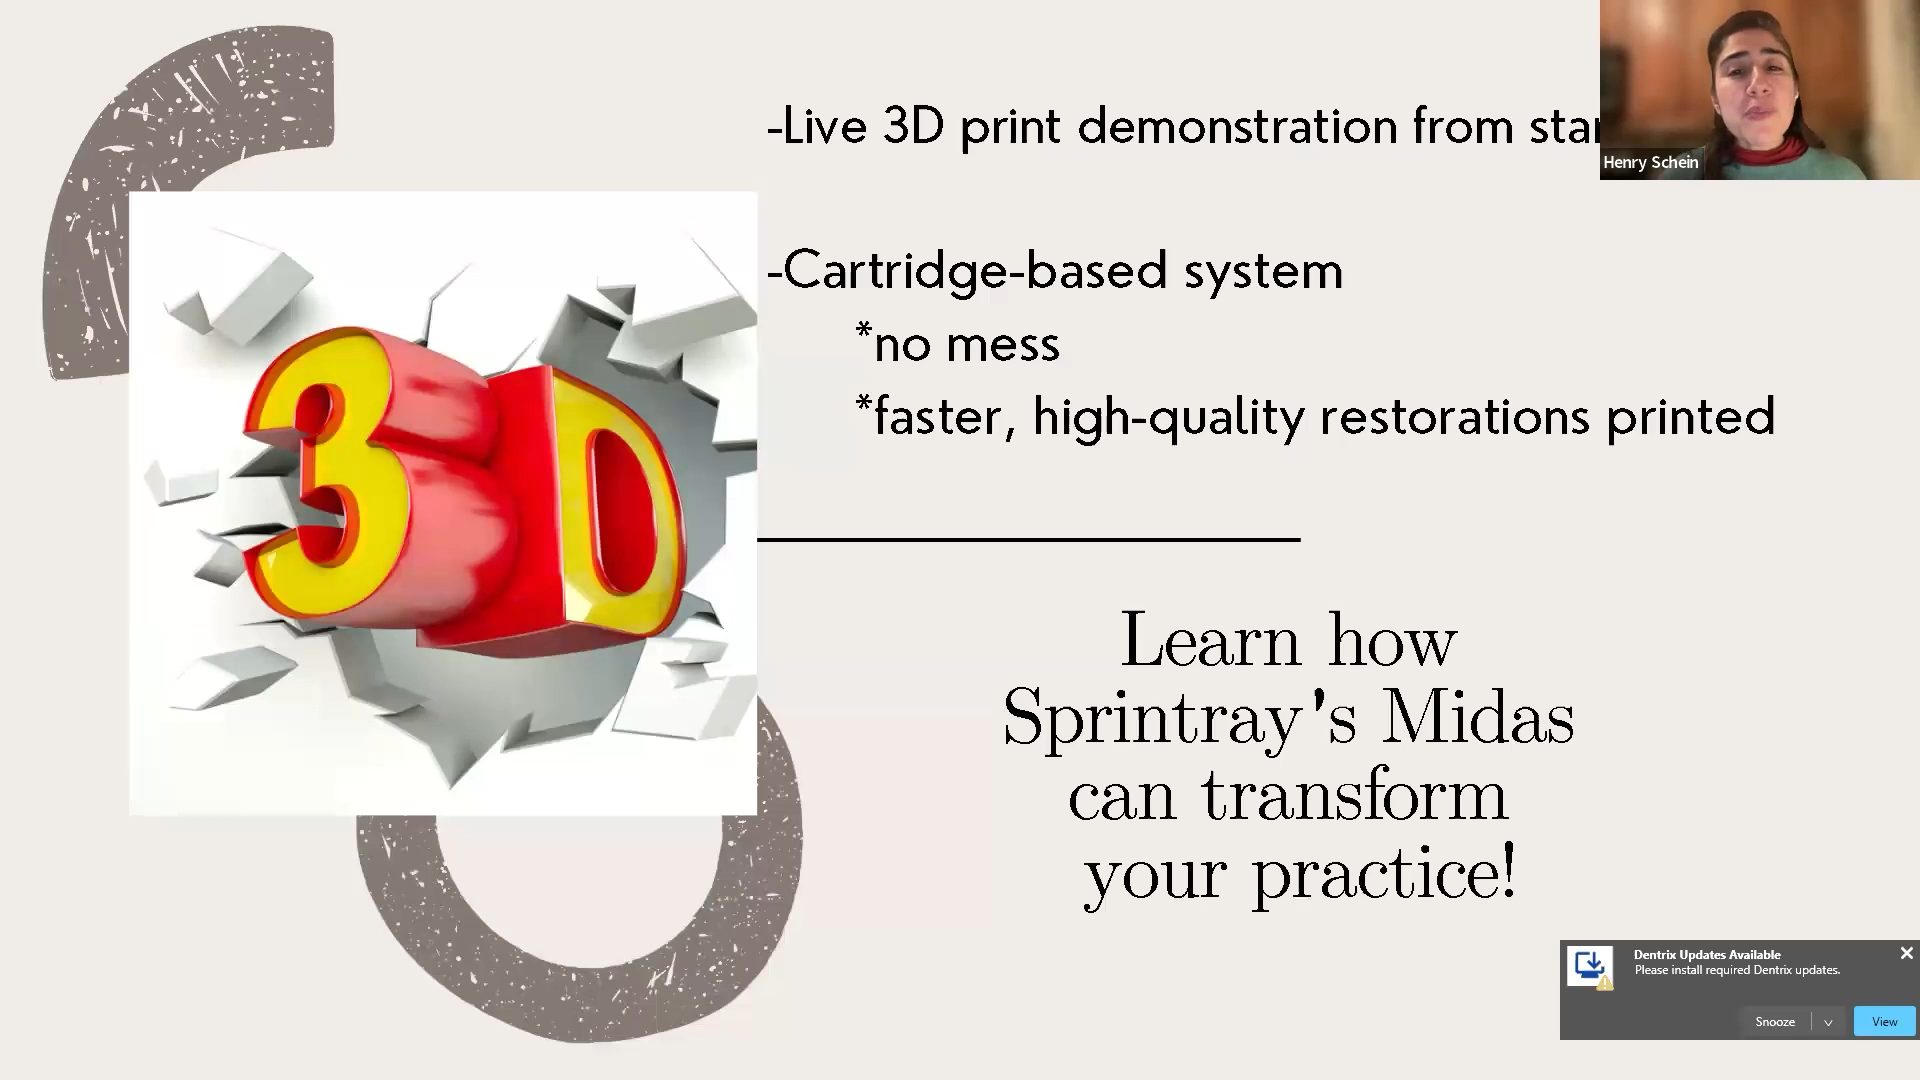 -Live 3D print demonstration from
Henry Schein
-Cartridge-based system
*no mess
*faster, high-quality restorations printed
3D
Learn how
Sprintray's Midas
can transform
your practice!
Dentrix Updates Available
Please install required Dentrix updates.
Snooze
View